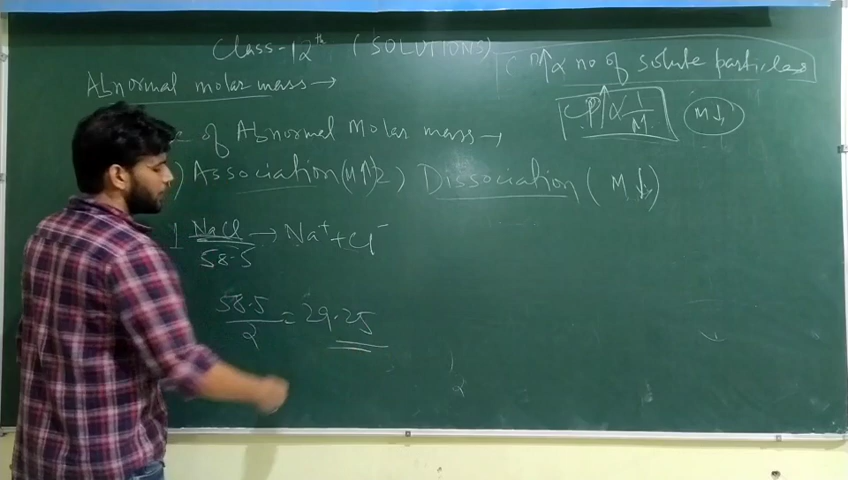 Class-12th (SOLUTIONS)
CP↑ α no of solute particles
Abnormal molar mass →
CP↑ α 1/M
M↓
of Abnormal Molar mass →
) Association (M↑) 2) Dissociation (M↓)
1 NaCl → Na+ + Cl-
58.5
58.5/2 = 29.25